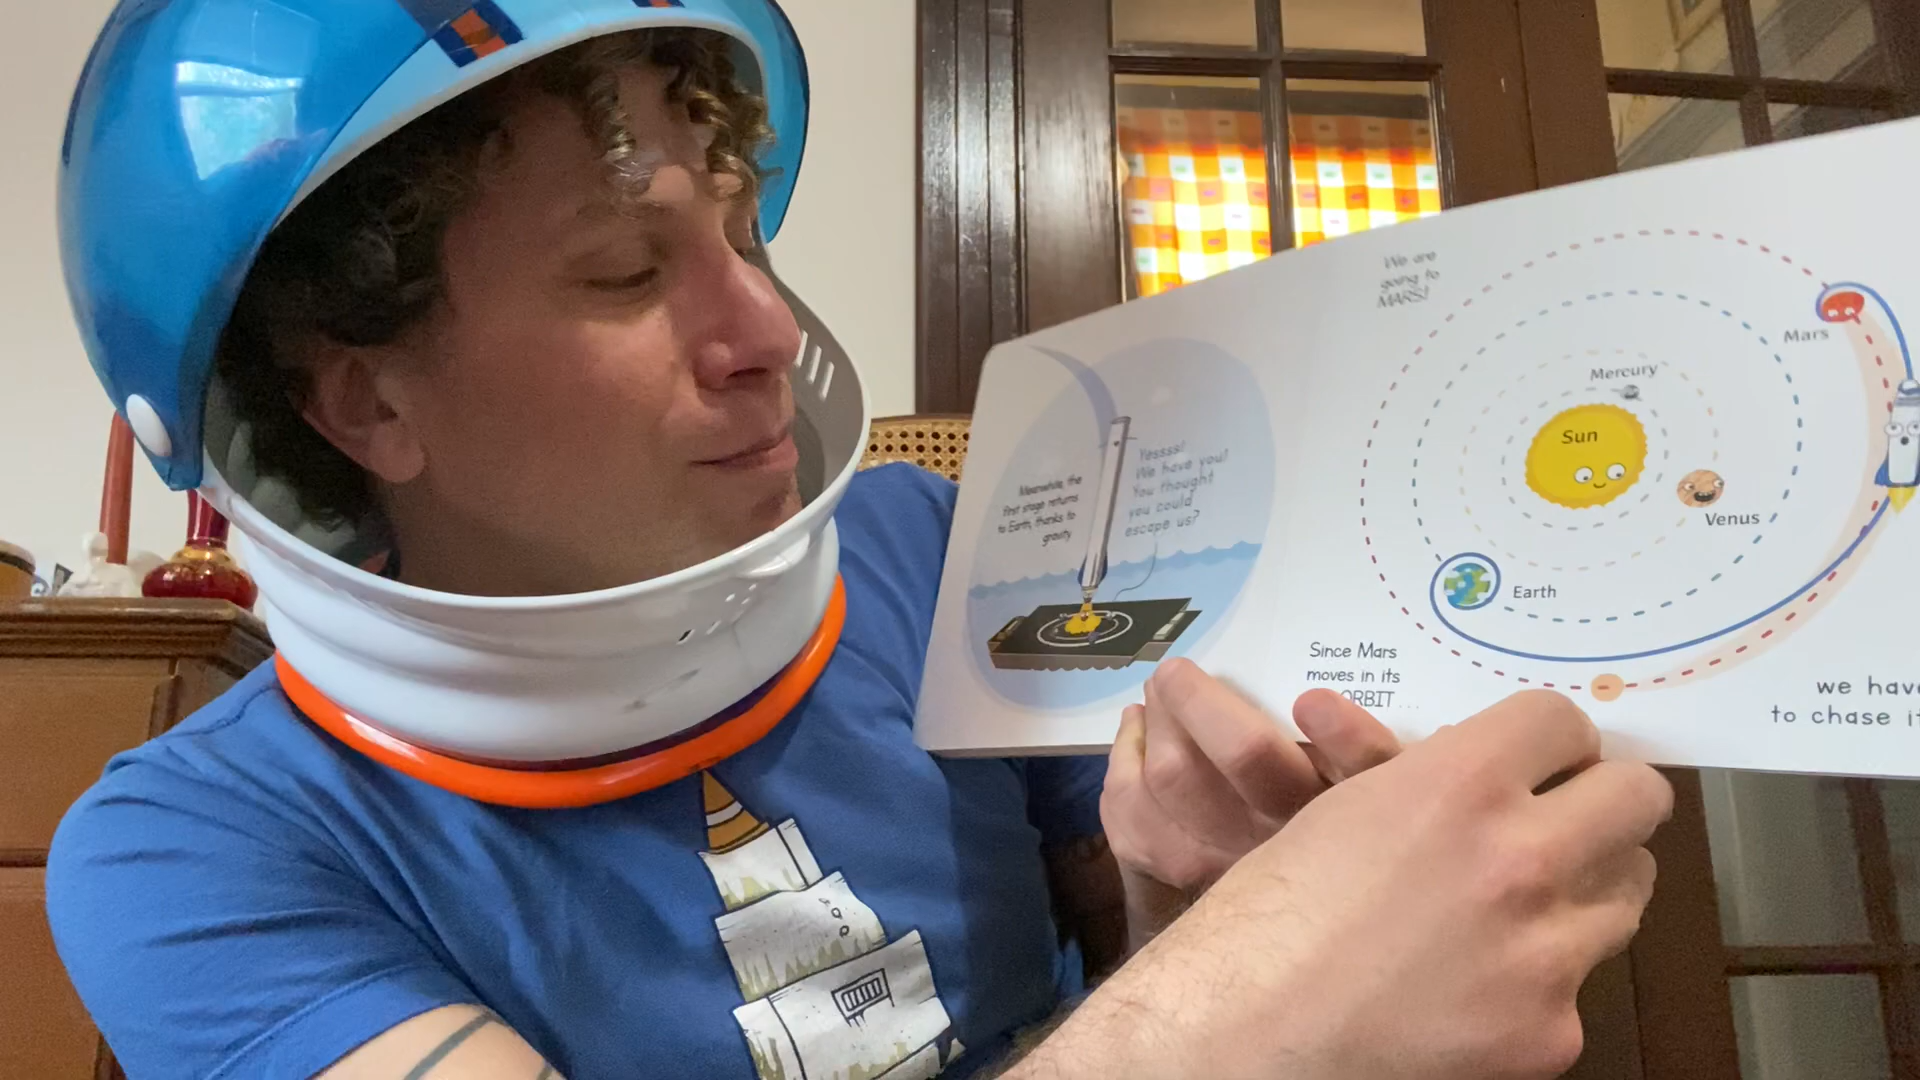 Meanwhile, the
first stage returns
to Earth, thanks to
gravity
Yessss!
We have you!
You thought
you could
escape us?
We are
going to
MARS!
Mars
Mercury
Sun
Venus
Earth
Since Mars
moves in its
ORBIT...
we have
to chase it